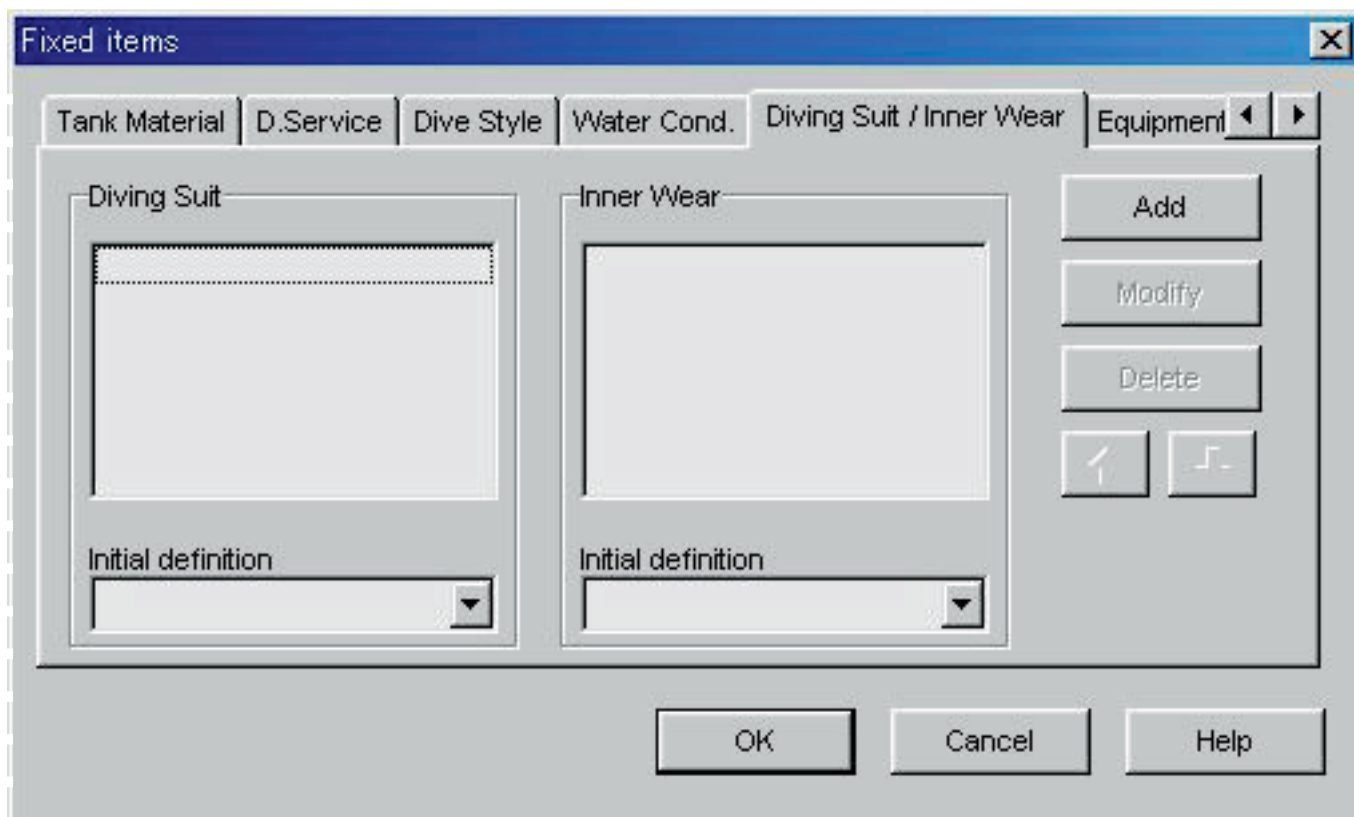 Fixed items
Tank Material D.Service Dive Style Water Cond. Diving Suit / Inner Wear Equipment
Diving Suit Inner Wear
Add
Modify
Delete
Initial definition Initial definition
OK Cancel Help